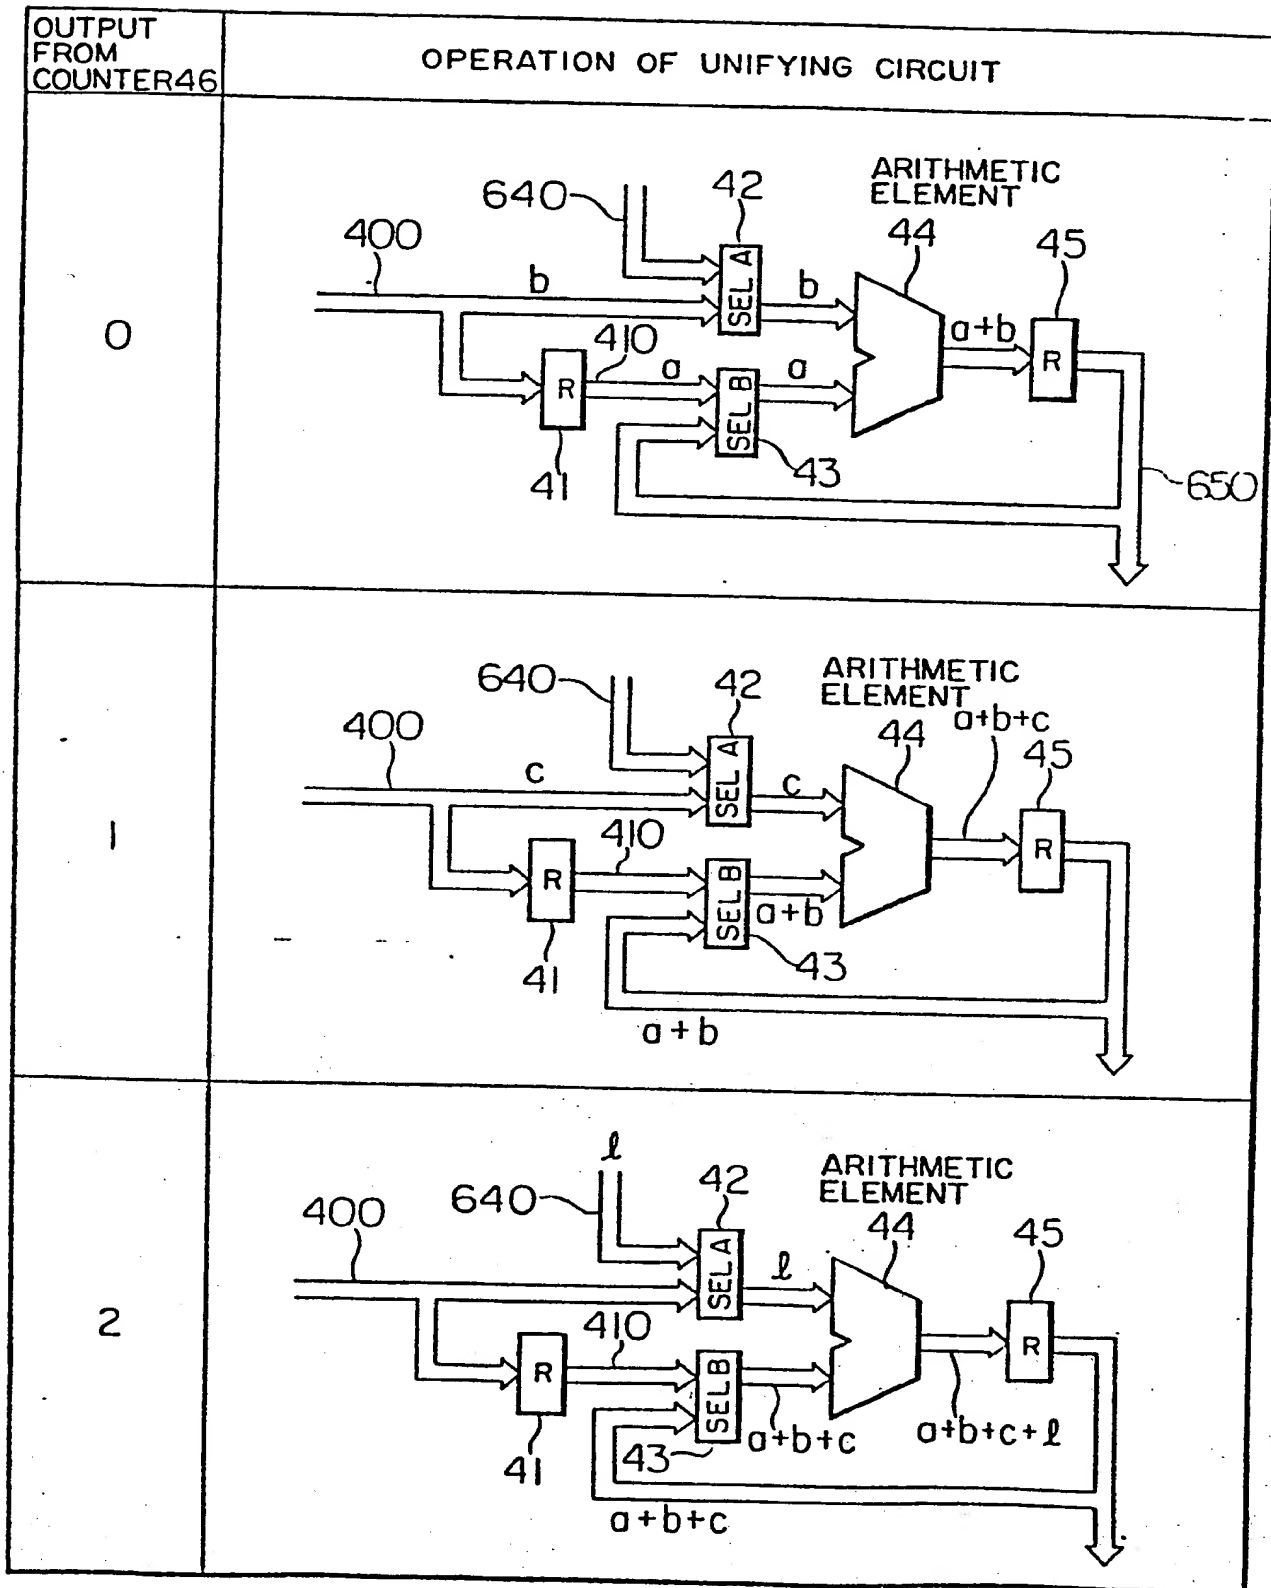 OUTPUT
FROM
COUNTER46
OPERATION OF UNIFYING CIRCUIT
0
640
42
ARITHMETIC
ELEMENT
400
44
45
b
SEL A
b
a+b
R
410
a
SEL B
a
R
41
43
650
1
640
42
ARITHMETIC
ELEMENT
a+b+c
400
44
45
c
SEL A
c
R
410
R
SEL B
a+b
41
43
a+b
2
ℓ
640
42
ARITHMETIC
ELEMENT
400
44
45
SEL A
ℓ
R
410
R
SEL B
a+b+c
a+b+c+ℓ
41
43
a+b+c